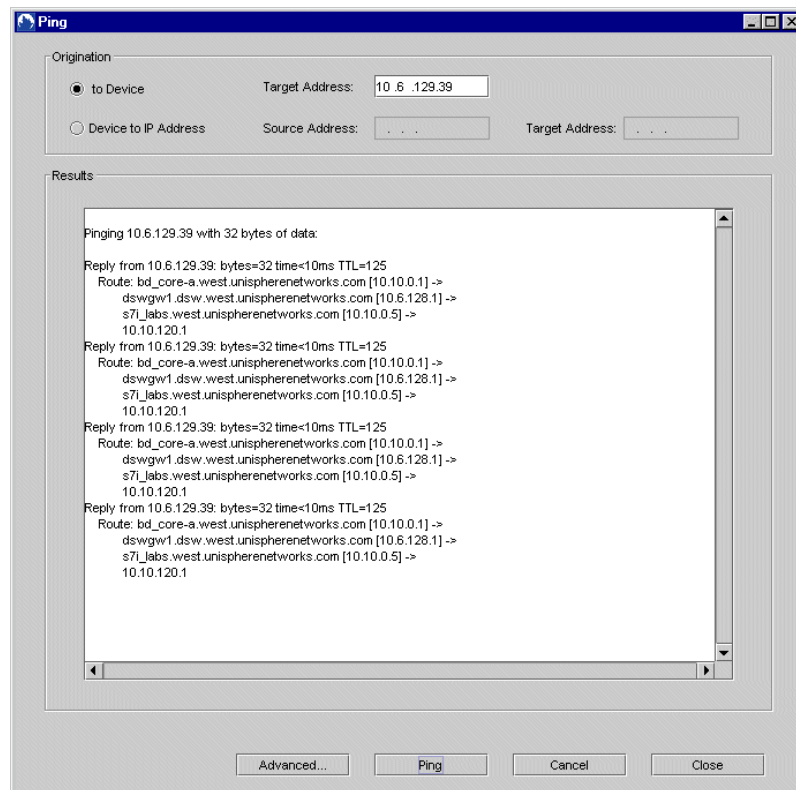 Ping
Origination
to Device Target Address: 10 .6 .129.39
Device to IP Address Source Address: . . . Target Address: . . .
Results
Pinging 10.6.129.39 with 32 bytes of data:
Reply from 10.6.129.39: bytes=32 time<10ms TTL=125
Route: bd_core-a.west.unispherenetworks.com [10.10.0.1] ->
dswgw1.dsw.west.unispherenetworks.com [10.6.128.1] ->
s7i_labs.west.unispherenetworks.com [10.10.0.5] ->
10.10.120.1
Reply from 10.6.129.39: bytes=32 time<10ms TTL=125
Route: bd_core-a.west.unispherenetworks.com [10.10.0.1] ->
dswgw1.dsw.west.unispherenetworks.com [10.6.128.1] ->
s7i_labs.west.unispherenetworks.com [10.10.0.5] ->
10.10.120.1
Reply from 10.6.129.39: bytes=32 time<10ms TTL=125
Route: bd_core-a.west.unispherenetworks.com [10.10.0.1] ->
dswgw1.dsw.west.unispherenetworks.com [10.6.128.1] ->
s7i_labs.west.unispherenetworks.com [10.10.0.5] ->
10.10.120.1
Reply from 10.6.129.39: bytes=32 time<10ms TTL=125
Route: bd_core-a.west.unispherenetworks.com [10.10.0.1] ->
dswgw1.dsw.west.unispherenetworks.com [10.6.128.1] ->
s7i_labs.west.unispherenetworks.com [10.10.0.5] ->
10.10.120.1
Advanced... Ping Cancel Close